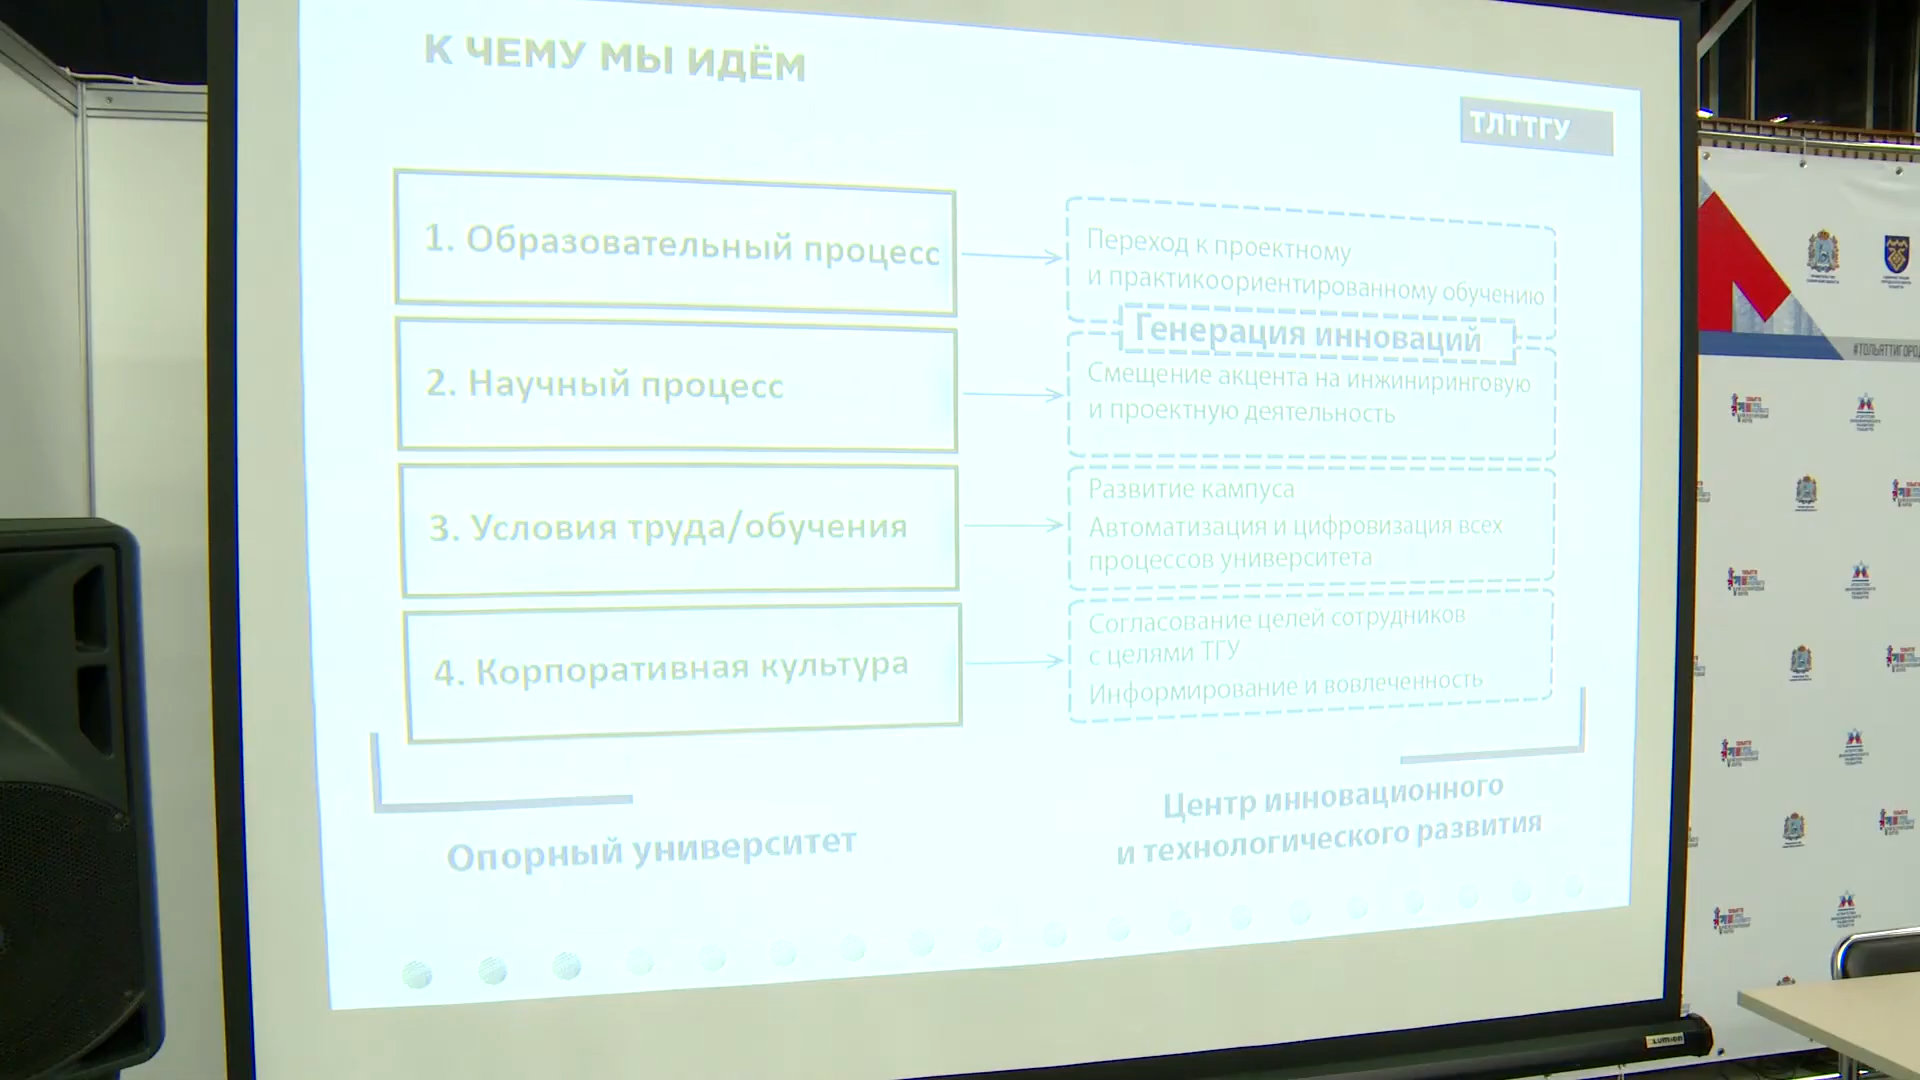 К ЧЕМУ МЫ ИДЁМ
ТЛТТГУ
1. Образовательный процесс
Переход к проектному
и практикоориентированному обучению
Генерация инноваций
2. Научный процесс
Смещение акцента на инжиниринговую
и проектную деятельность
3. Условия труда/обучения
Развитие кампуса
Автоматизация и цифровизация всех
процессов университета
4. Корпоративная культура
Согласование целей сотрудников
с целями ТГУ
Информирование и вовлеченность
Опорный университет
Центр инновационного
и технологического развития
LUMIEN